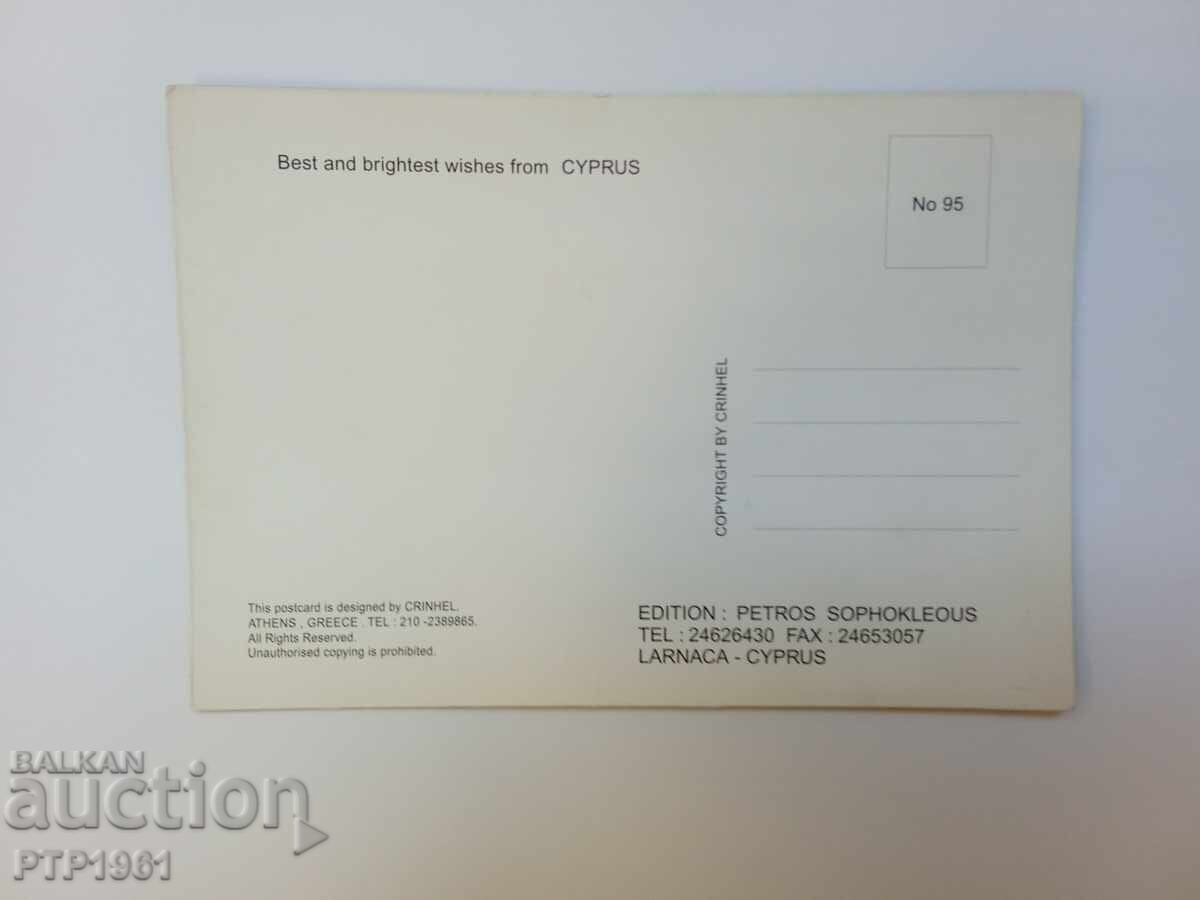 Best and brightest wishes from CYPRUS
No 95
COPYRIGHT BY CRINHEL
This postcard is designed by CRINHEL.
ATHENS , GREECE . TEL : 210 -2389865.
All Rights Reserved.
Unauthorised copying is prohibited.
EDITION : PETROS SOPHOKLEOUS
TEL : 24626430 FAX : 24653057
LARNACA - CYPRUS
BALKAN
auction
PTP1961